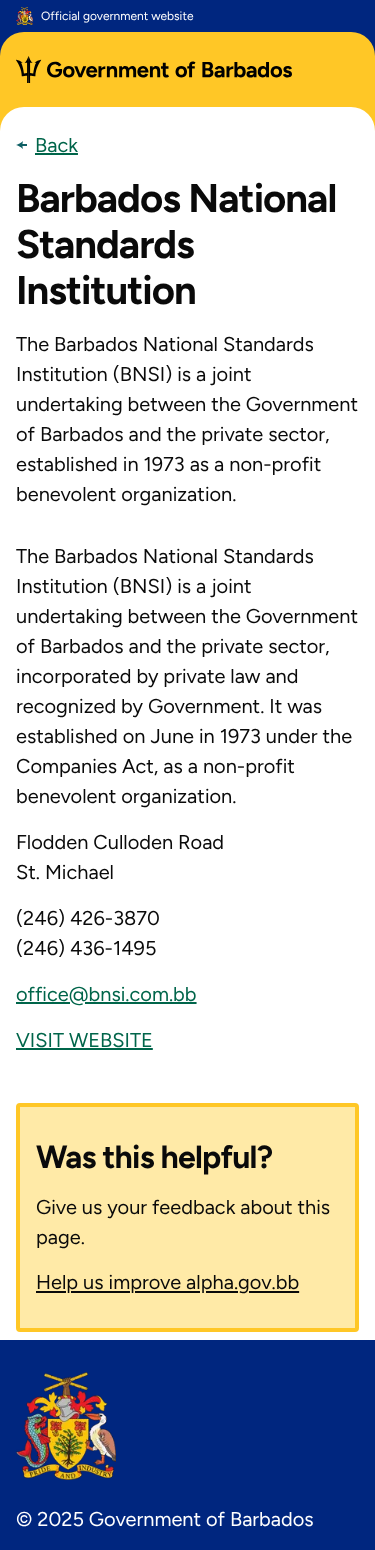 Official government website
Government of Barbados
Back
Barbados National
Standards
Institution
The Barbados National Standards
Institution (BNSI) is a joint
undertaking between the Government
of Barbados and the private sector,
established in 1973 as a non-profit
benevolent organization.
The Barbados National Standards
Institution (BNSI) is a joint
undertaking between the Government
of Barbados and the private sector,
incorporated by private law and
recognized by Government. It was
established on June in 1973 under the
Companies Act, as a non-profit
benevolent organization.
Flodden Culloden Road
St. Michael
(246) 426-3870
(246) 436-1495
office@bnsi.com.bb
VISIT WEBSITE
Was this helpful?
Give us your feedback about this
page.
Help us improve alpha.gov.bb
PRIDE AND INDUSTRY
© 2025 Government of Barbados